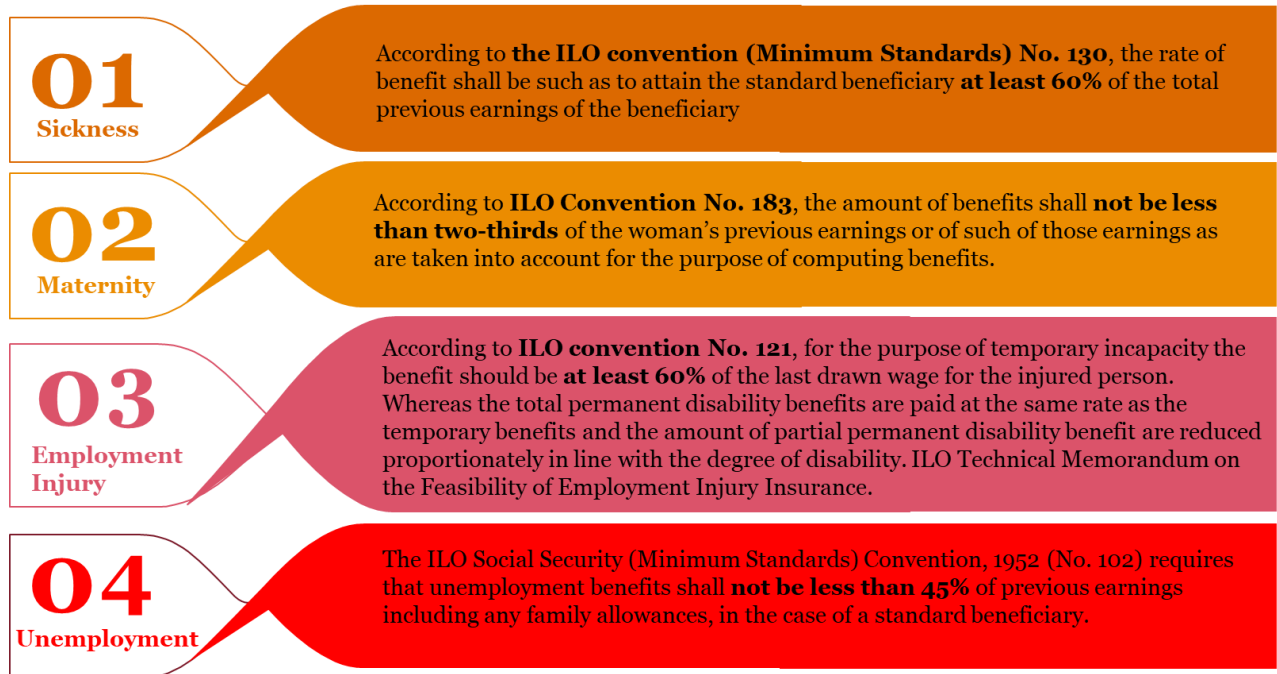 01
Sickness
According to the ILO convention (Minimum Standards) No. 130, the rate of
benefit shall be such as to attain the standard beneficiary at least 60% of the total
previous earnings of the beneficiary
02
Maternity
According to ILO Convention No. 183, the amount of benefits shall not be less
than two-thirds of the woman’s previous earnings or of such of those earnings as
are taken into account for the purpose of computing benefits.
03
Employment
Injury
According to ILO convention No. 121, for the purpose of temporary incapacity the
benefit should be at least 60% of the last drawn wage for the injured person.
Whereas the total permanent disability benefits are paid at the same rate as the
temporary benefits and the amount of partial permanent disability benefit are reduced
proportionately in line with the degree of disability. ILO Technical Memorandum on
the Feasibility of Employment Injury Insurance.
04
Unemployment
The ILO Social Security (Minimum Standards) Convention, 1952 (No. 102) requires
that unemployment benefits shall not be less than 45% of previous earnings
including any family allowances, in the case of a standard beneficiary.